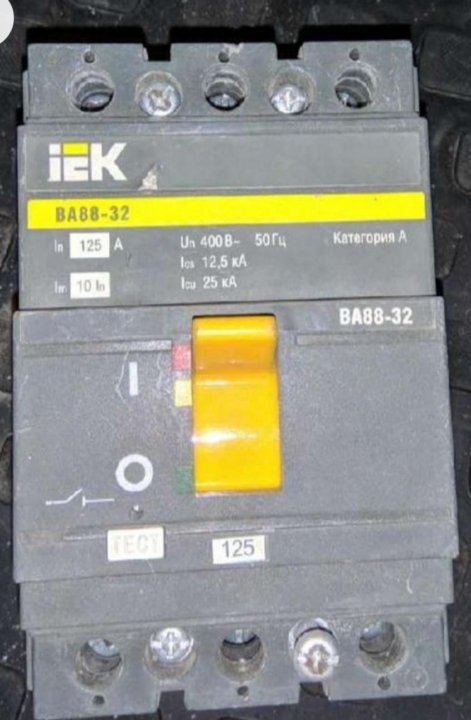 iEK
ВА88-32
In 125 А Un 400 В~ 50 Гц Категория А
Ics 12,5 кА
Im 10 In Icu 25 кА
ВА88-32
I
O
ТЕСТ 125